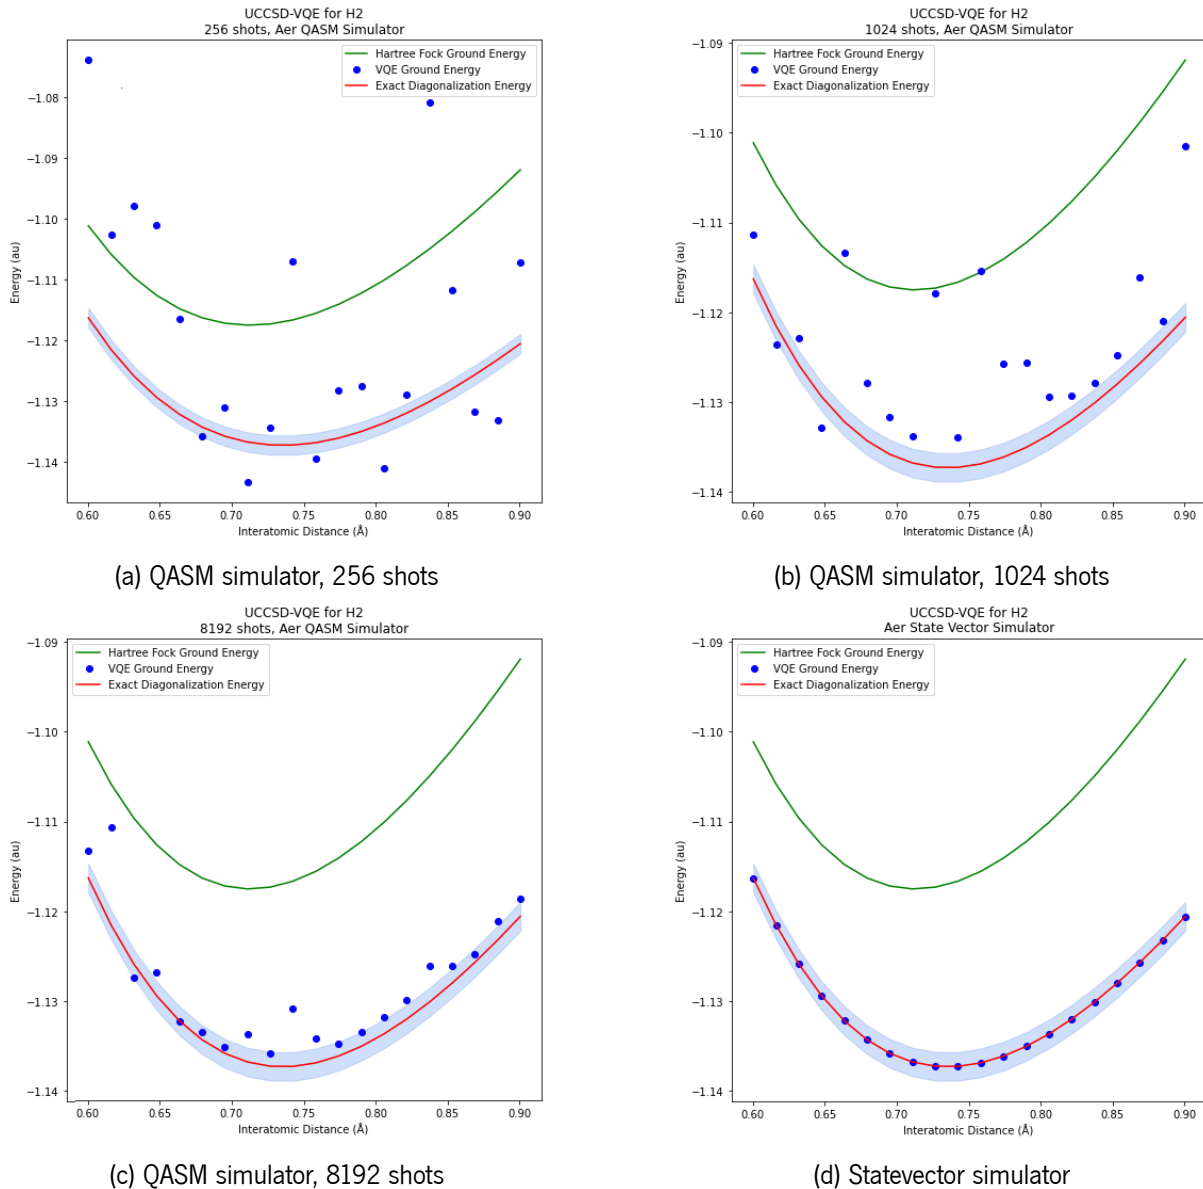 UCCSD-VQE for H2
256 shots, Aer QASM Simulator
Hartree Fock Ground Energy
VQE Ground Energy
Exact Diagonalization Energy
Energy (au)
−1.08
−1.09
−1.10
−1.11
−1.12
−1.13
−1.14
0.60 0.65 0.70 0.75 0.80 0.85 0.90
Interatomic Distance (Å)
(a) QASM simulator, 256 shots
UCCSD-VQE for H2
1024 shots, Aer QASM Simulator
Hartree Fock Ground Energy
VQE Ground Energy
Exact Diagonalization Energy
Energy (au)
−1.09
−1.10
−1.11
−1.12
−1.13
−1.14
0.60 0.65 0.70 0.75 0.80 0.85 0.90
Interatomic Distance (Å)
(b) QASM simulator, 1024 shots
UCCSD-VQE for H2
8192 shots, Aer QASM Simulator
Hartree Fock Ground Energy
VQE Ground Energy
Exact Diagonalization Energy
Energy (au)
−1.09
−1.10
−1.11
−1.12
−1.13
−1.14
0.60 0.65 0.70 0.75 0.80 0.85 0.90
Interatomic Distance (Å)
(c) QASM simulator, 8192 shots
UCCSD-VQE for H2
Aer State Vector Simulator
Hartree Fock Ground Energy
VQE Ground Energy
Exact Diagonalization Energy
Energy (au)
−1.09
−1.10
−1.11
−1.12
−1.13
−1.14
0.60 0.65 0.70 0.75 0.80 0.85 0.90
Interatomic Distance (Å)
(d) Statevector simulator